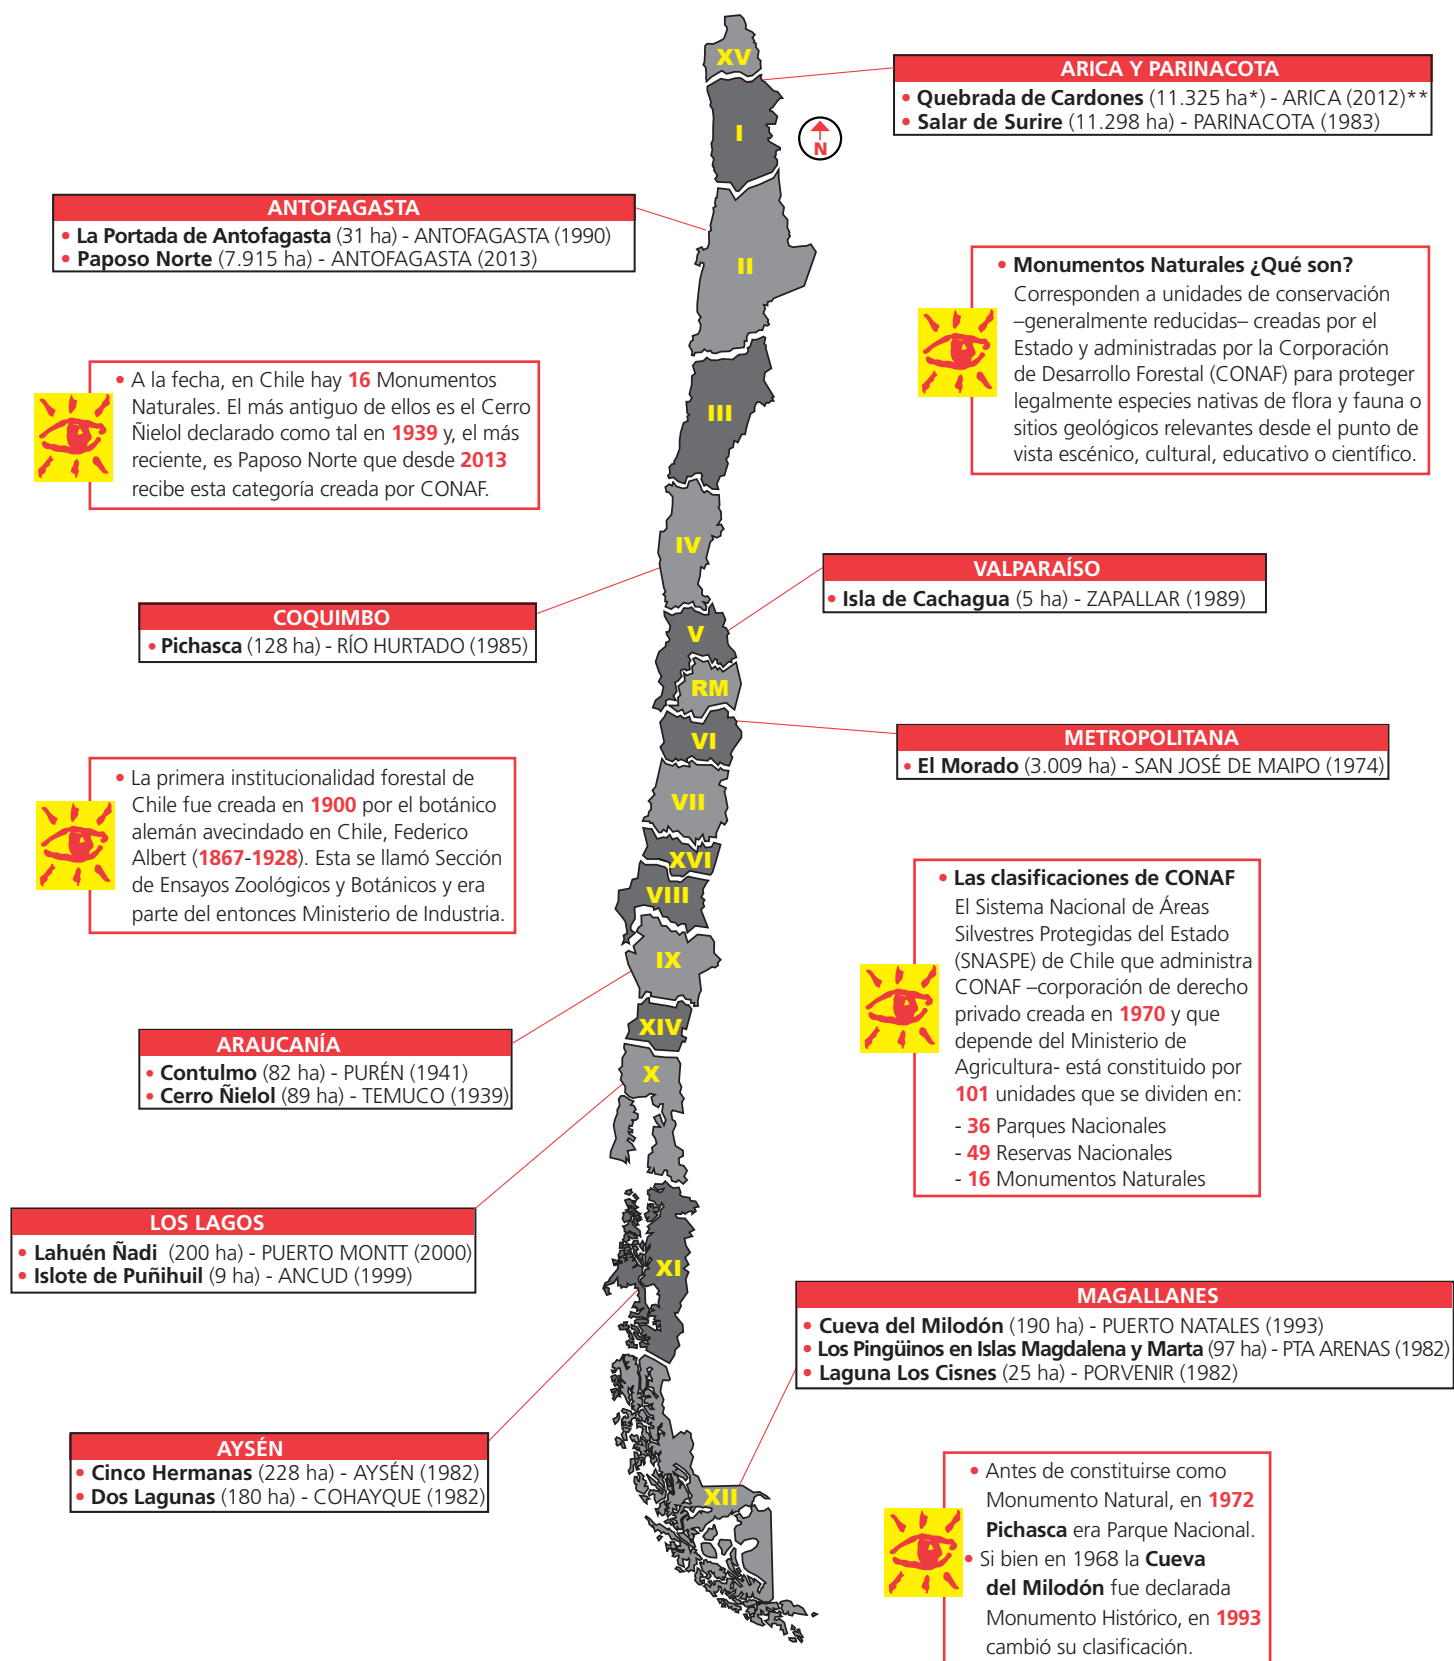 XV
I
II
III
IV
V
RM
VI
VII
XVI
VIII
IX
XIV
X
XI
XII
N
ARICA Y PARINACOTA
• Quebrada de Cardones (11.325 ha*) - ARICA (2012)**
• Salar de Surire (11.298 ha) - PARINACOTA (1983)
ANTOFAGASTA
• La Portada de Antofagasta (31 ha) - ANTOFAGASTA (1990)
• Paposo Norte (7.915 ha) - ANTOFAGASTA (2013)
• Monumentos Naturales ¿Qué son?
Corresponden a unidades de conservación
–generalmente reducidas– creadas por el
Estado y administradas por la Corporación
de Desarrollo Forestal (CONAF) para proteger
legalmente especies nativas de flora y fauna o
sitios geológicos relevantes desde el punto de
vista escénico, cultural, educativo o científico.
• A la fecha, en Chile hay 16 Monumentos
Naturales. El más antiguo de ellos es el Cerro
Ñielol declarado como tal en 1939 y, el más
reciente, es Paposo Norte que desde 2013
recibe esta categoría creada por CONAF.
VALPARAÍSO
• Isla de Cachagua (5 ha) - ZAPALLAR (1989)
COQUIMBO
• Pichasca (128 ha) - RÍO HURTADO (1985)
METROPOLITANA
• El Morado (3.009 ha) - SAN JOSÉ DE MAIPO (1974)
• La primera institucionalidad forestal de
Chile fue creada en 1900 por el botánico
alemán avecindado en Chile, Federico
Albert (1867-1928). Esta se llamó Sección
de Ensayos Zoológicos y Botánicos y era
parte del entonces Ministerio de Industria.
• Las clasificaciones de CONAF
El Sistema Nacional de Áreas
Silvestres Protegidas del Estado
(SNASPE) de Chile que administra
CONAF –corporación de derecho
privado creada en 1970 y que
depende del Ministerio de
Agricultura- está constituido por
101 unidades que se dividen en:
- 36 Parques Nacionales
- 49 Reservas Nacionales
- 16 Monumentos Naturales
ARAUCANÍA
• Contulmo (82 ha) - PURÉN (1941)
• Cerro Ñielol (89 ha) - TEMUCO (1939)
LOS LAGOS
• Lahuén Ñadi (200 ha) - PUERTO MONTT (2000)
• Islote de Puñihuil (9 ha) - ANCUD (1999)
MAGALLANES
• Cueva del Milodón (190 ha) - PUERTO NATALES (1993)
• Los Pingüinos en Islas Magdalena y Marta (97 ha) - PTA ARENAS (1982)
• Laguna Los Cisnes (25 ha) - PORVENIR (1982)
AYSÉN
• Cinco Hermanas (228 ha) - AYSÉN (1982)
• Dos Lagunas (180 ha) - COHAYQUE (1982)
• Antes de constituirse como
Monumento Natural, en 1972
Pichasca era Parque Nacional.
• Si bien en 1968 la Cueva
del Milodón fue declarada
Monumento Histórico, en 1993
cambió su clasificación.